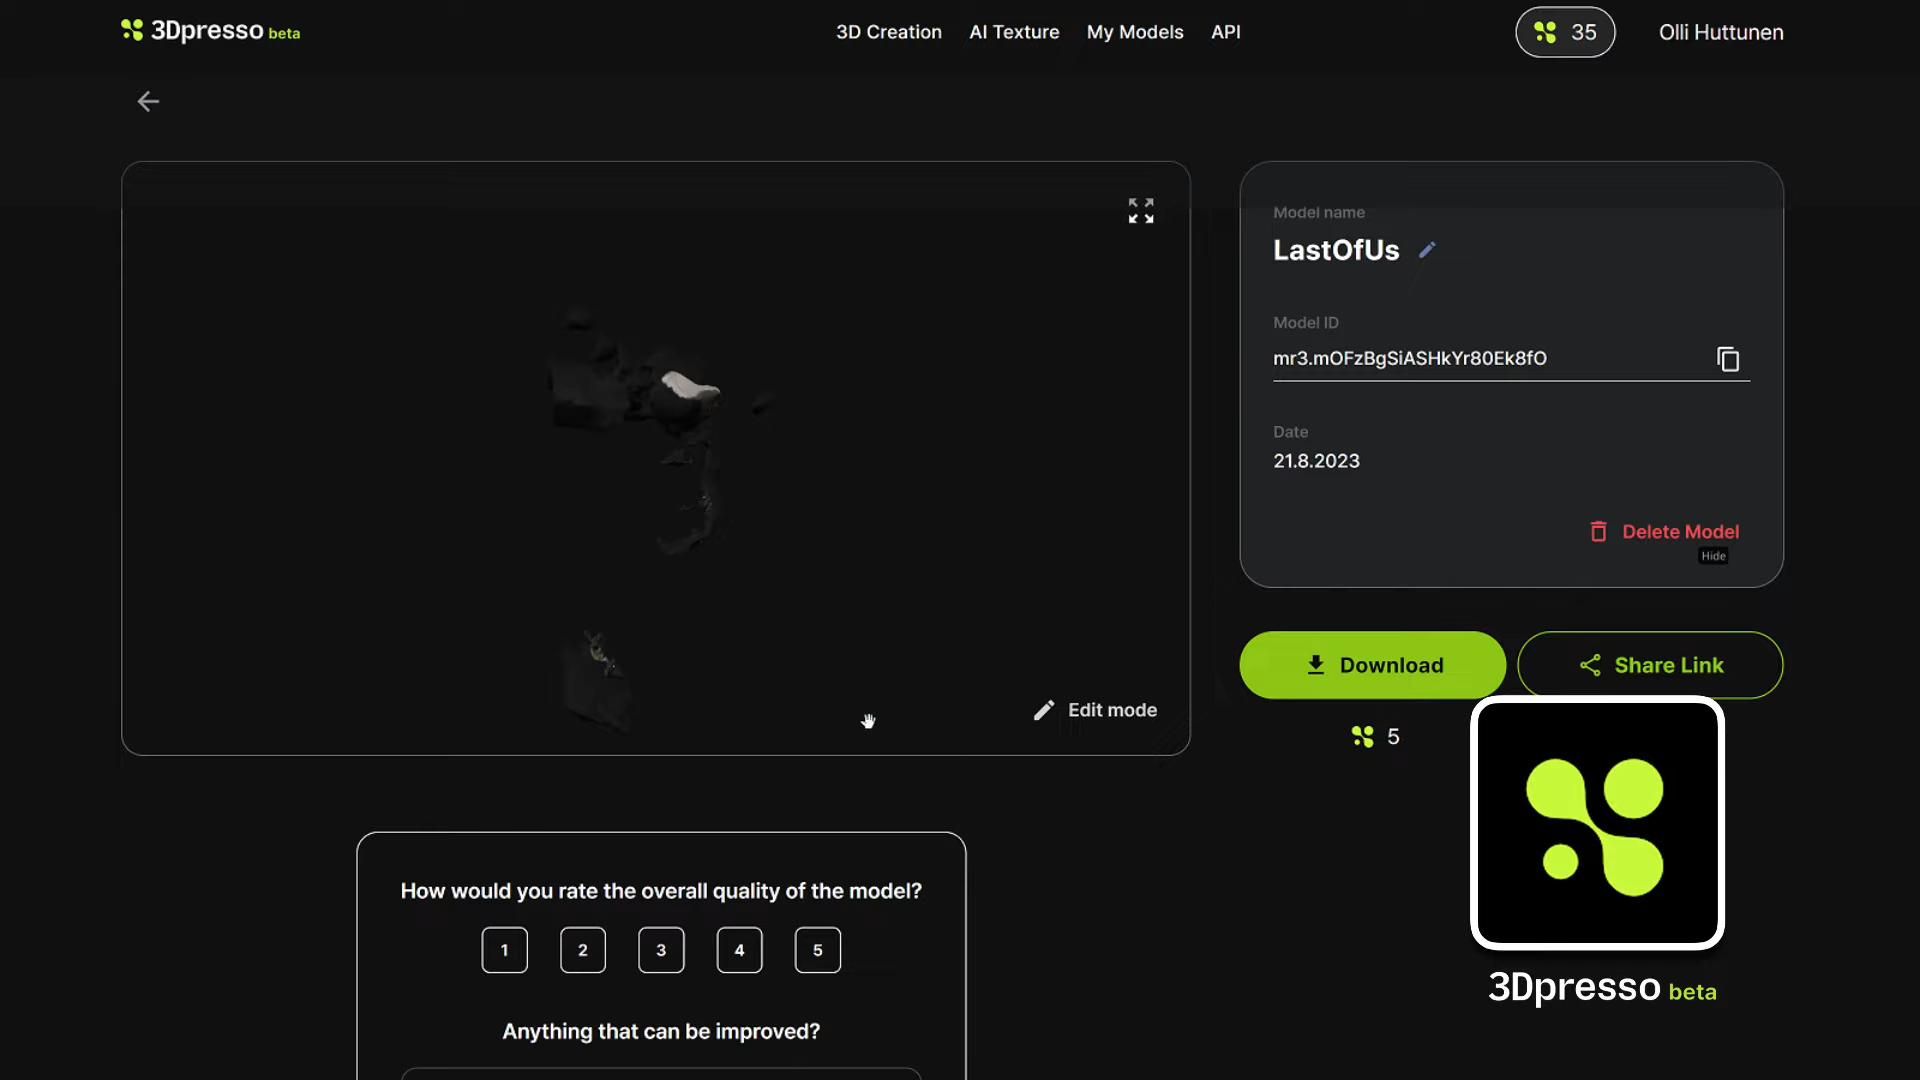 3Dpresso beta
3D Creation
AI Texture
My Models
API
35
Olli Huttunen
Model name
LastOfUs
Model ID
mr3.mOFzBgSiASHkYr80Ek8fO
Date
21.8.2023
Delete Model
Hide
Edit mode
Download
Share Link
5
3Dpresso beta
How would you rate the overall quality of the model?
1 2 3 4 5
Anything that can be improved?